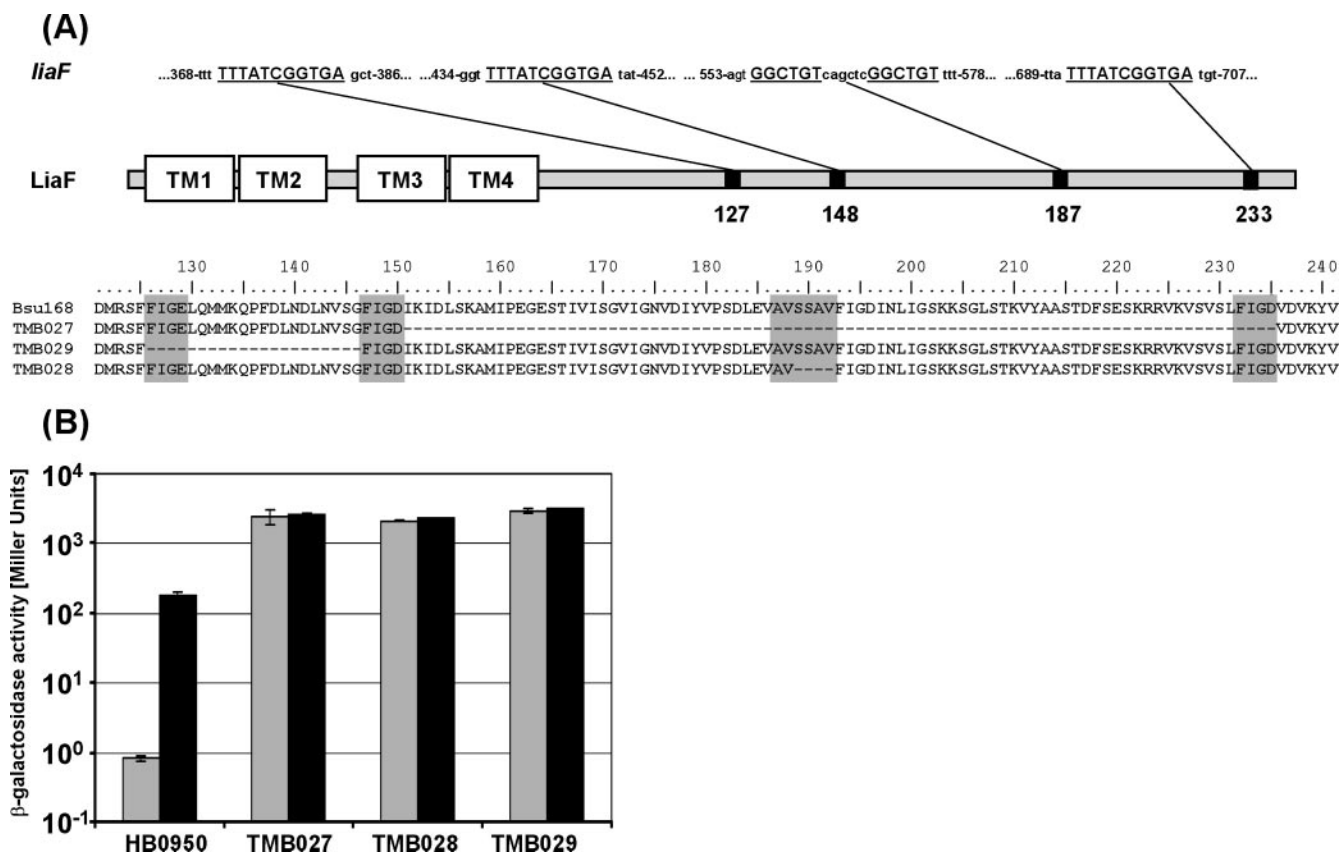 (A)
liaF ...368-ttt TTTATCGGTGA gct-386... ...434-ggt TTTATCGGTGA tat-452... ... 553-agt GGCTGTcagctcGGCTGT ttt-578... ...689-tta TTTATCGGTGA tgt-707...
LiaF TM1 TM2 TM3 TM4
127 148 187 233
130 140 150 160 170 180 190 200 210 220 230 240
Bsu168 DMRSFFIGELQMMKQPFDLNDLNVSGFIGDIKIDLSKAMIPEGESTIVISGVIGNVDIYVPSDLEVAVSSAVFIGDINLIGSKKSGLSTKVYAASTDFSESKRRVKVSVSLFIGDVDVKYV
TMB027 DMRSFFIGELQMMKQPFDLNDLNVSGFIGD-------------------------------------------------------------------------------------VDVKYV
TMB029 DMRSF---------------------FIGDIKIDLSKAMIPEGESTIVISGVIGNVDIYVPSDLEVAVSSAVFIGDINLIGSKKSGLSTKVYAASTDFSESKRRVKVSVSLFIGDVDVKYV
TMB028 DMRSFFIGELQMMKQPFDLNDLNVSGFIGDIKIDLSKAMIPEGESTIVISGVIGNVDIYVPSDLEVAV----FIGDINLIGSKKSGLSTKVYAASTDFSESKRRVKVSVSLFIGDVDVKYV
(B)
β-galactosidase activity [Miller Units]
10⁴
10³
10²
10¹
10⁰
10⁻¹
HB0950 TMB027 TMB028 TMB029